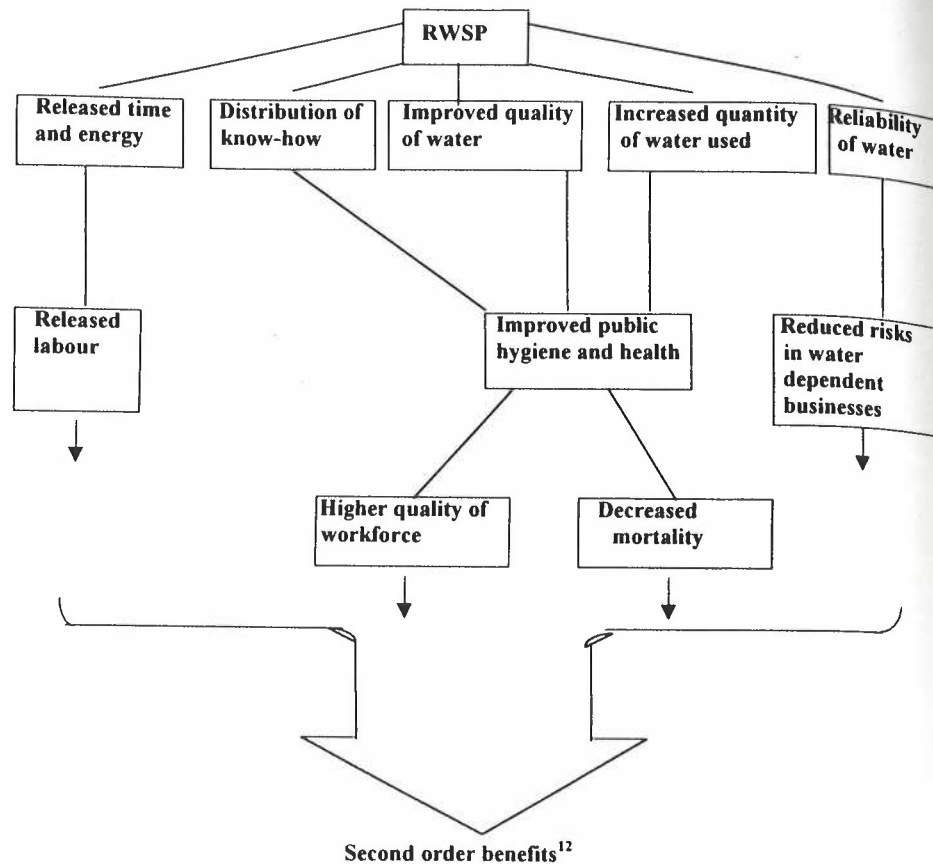 RWSP
Released time
and energy
Distribution of
know-how
Improved quality
of water
Increased quantity
of water used
Reliability
of water
Released
labour
Improved public
hygiene and health
Reduced risks
in water
dependent
businesses
Higher quality of
workforce
Decreased
mortality
Second order benefits¹²